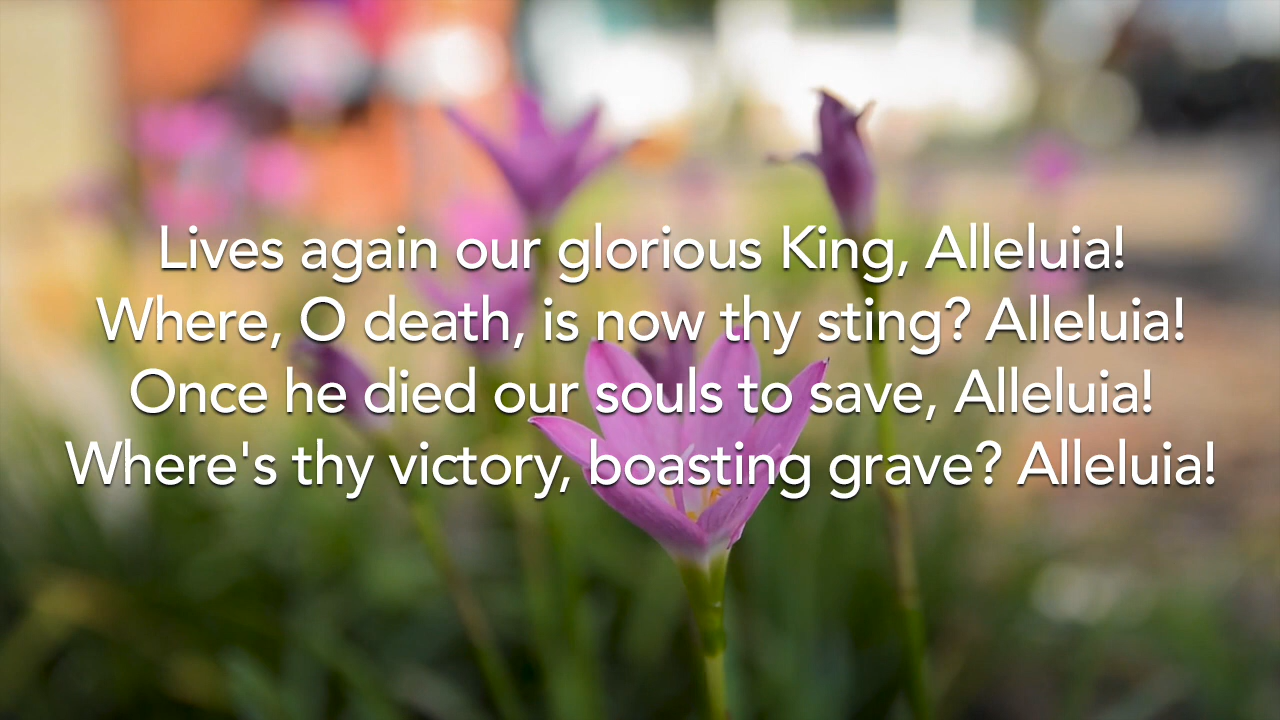 Lives again our glorious King, Alleluia!
Where, O death, is now thy sting? Alleluia!
Once he died our souls to save, Alleluia!
Where's thy victory, boasting grave? Alleluia!